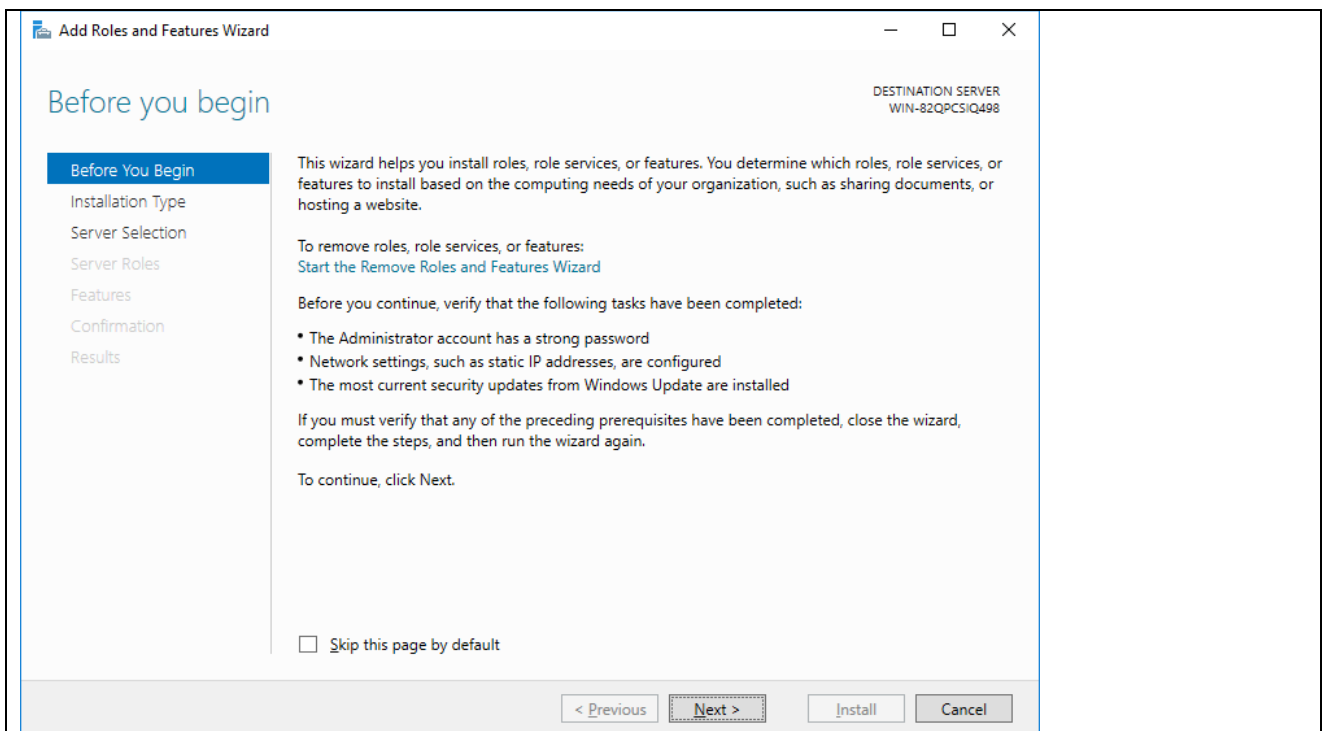 Add Roles and Features Wizard
Before you begin
DESTINATION SERVER
WIN-82QPCSIQ498
Before You Begin
Installation Type
Server Selection
Server Roles
Features
Confirmation
Results
This wizard helps you install roles, role services, or features. You determine which roles, role services, or
features to install based on the computing needs of your organization, such as sharing documents, or
hosting a website.
To remove roles, role services, or features:
Start the Remove Roles and Features Wizard
Before you continue, verify that the following tasks have been completed:
• The Administrator account has a strong password
• Network settings, such as static IP addresses, are configured
• The most current security updates from Windows Update are installed
If you must verify that any of the preceding prerequisites have been completed, close the wizard,
complete the steps, and then run the wizard again.
To continue, click Next.
Skip this page by default
< Previous
Next >
Install
Cancel